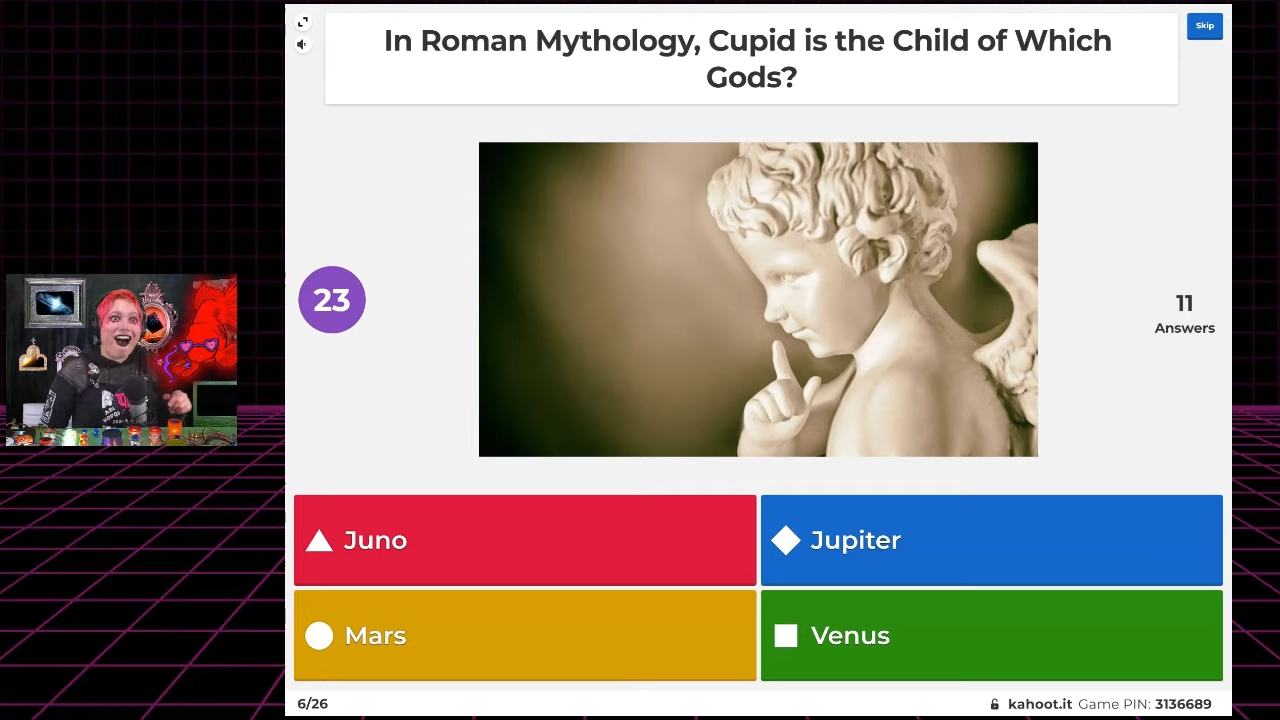 In Roman Mythology, Cupid is the Child of Which
Gods?
Skip
23
11
Answers
Juno
Jupiter
Mars
Venus
6/26
kahoot.it Game PIN: 3136689